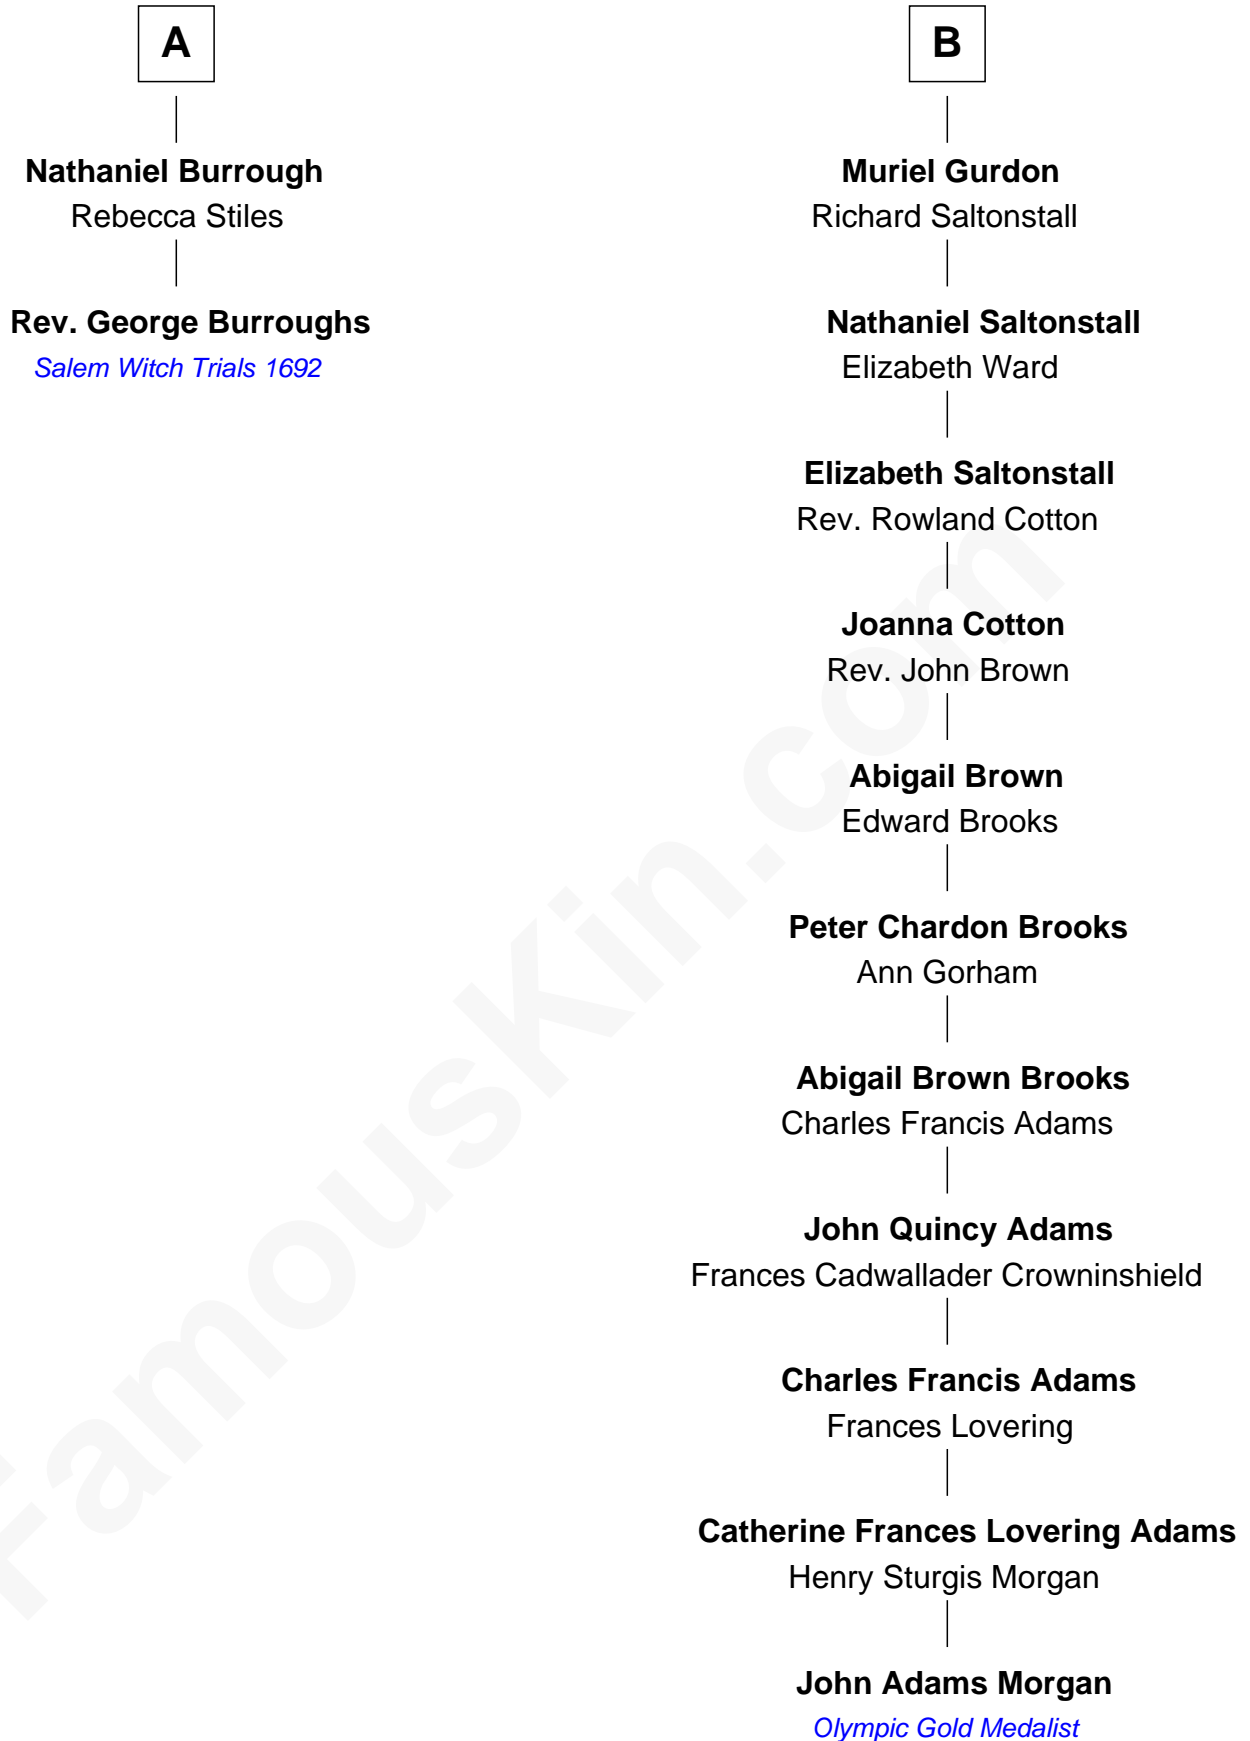 A
Nathaniel Burrough
Rebecca Stiles
Rev. George Burroughs
Salem Witch Trials 1692
B
Muriel Gurdon
Richard Saltonstall
Nathaniel Saltonstall
Elizabeth Ward
Elizabeth Saltonstall
Rev. Rowland Cotton
Joanna Cotton
Rev. John Brown
Abigail Brown
Edward Brooks
Peter Chardon Brooks
Ann Gorham
Abigail Brown Brooks
Charles Francis Adams
John Quincy Adams
Frances Cadwallader Crowninshield
Charles Francis Adams
Frances Lovering
Catherine Frances Lovering Adams
Henry Sturgis Morgan
John Adams Morgan
Olympic Gold Medalist
FamousKin.com